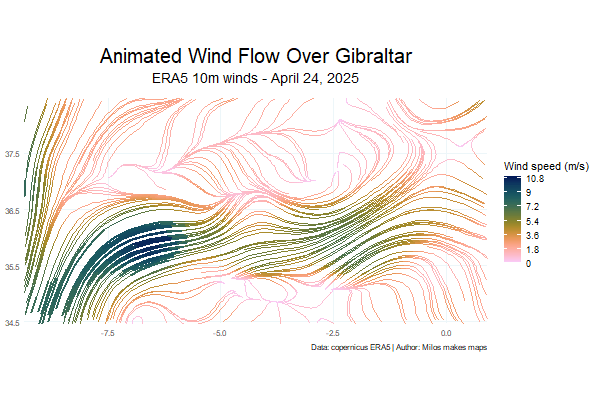 Animated Wind Flow Over Gibraltar
ERA5 10m winds - April 24, 2025
Wind speed (m/s)
10.8
9
7.2
5.4
3.6
1.8
0
37.5
36.5
35.5
34.5
-7.5 -5.0 -2.5 0.0
Data: copernicus ERA5 | Author: Milos makes maps